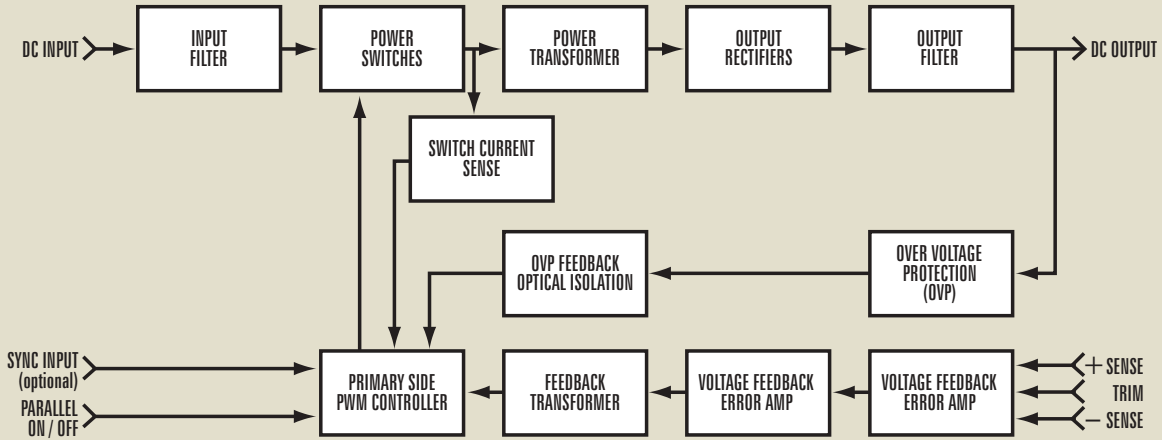 DC INPUT
INPUT
FILTER
POWER
SWITCHES
POWER
TRANSFORMER
OUTPUT
RECTIFIERS
OUTPUT
FILTER
DC OUTPUT
SWITCH CURRENT
SENSE
OVP FEEDBACK
OPTICAL ISOLATION
OVER VOLTAGE
PROTECTION
(OVP)
SYNC INPUT
(optional)
PARALLEL
ON / OFF
PRIMARY SIDE
PWM CONTROLLER
FEEDBACK
TRANSFORMER
VOLTAGE FEEDBACK
ERROR AMP
VOLTAGE FEEDBACK
ERROR AMP
+ SENSE
TRIM
− SENSE